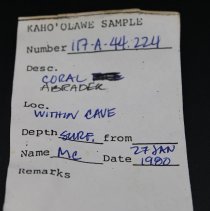 KAHO'OLAWE SAMPLE
Number 117-A-44:224
Desc.
CORAL
ABRADER
Loc.
WITHIN CAVE
Depth SURF. from
Name MC Date 27 JAN 1980
Remarks